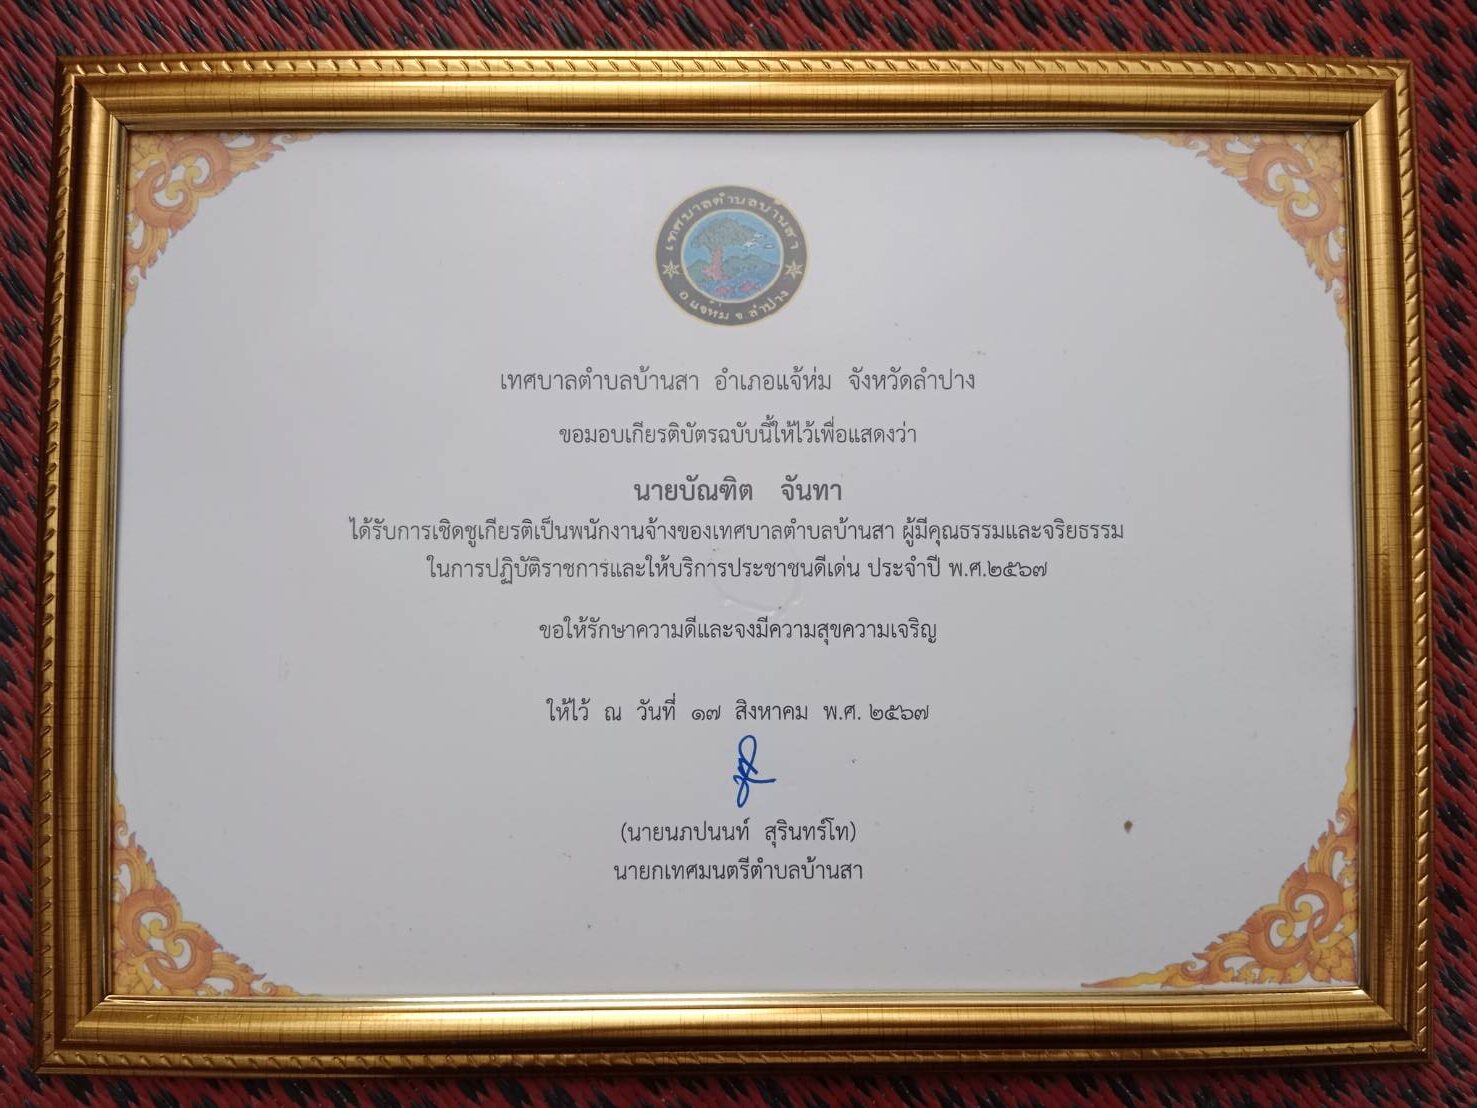 เทศบาลตำบลบ้านสา
อ.แจ้ห่ม จ.ลำปาง
เทศบาลตำบลบ้านสา อำเภอแจ้ห่ม จังหวัดลำปาง
ขอมอบเกียรติบัตรฉบับนี้ให้ไว้เพื่อแสดงว่า
นายบัณฑิต จันทา
ได้รับการเชิดชูเกียรติเป็นพนักงานจ้างของเทศบาลตำบลบ้านสา ผู้มีคุณธรรมและจริยธรรม
ในการปฏิบัติราชการและให้บริการประชาชนดีเด่น ประจำปี พ.ศ.๒๕๖๗
ขอให้รักษาความดีและจงมีความสุขความเจริญ
ให้ไว้ ณ วันที่ ๑๗ สิงหาคม พ.ศ. ๒๕๖๗
(นายนภปนนท์ สุรินทร์โท)
นายกเทศมนตรีตำบลบ้านสา